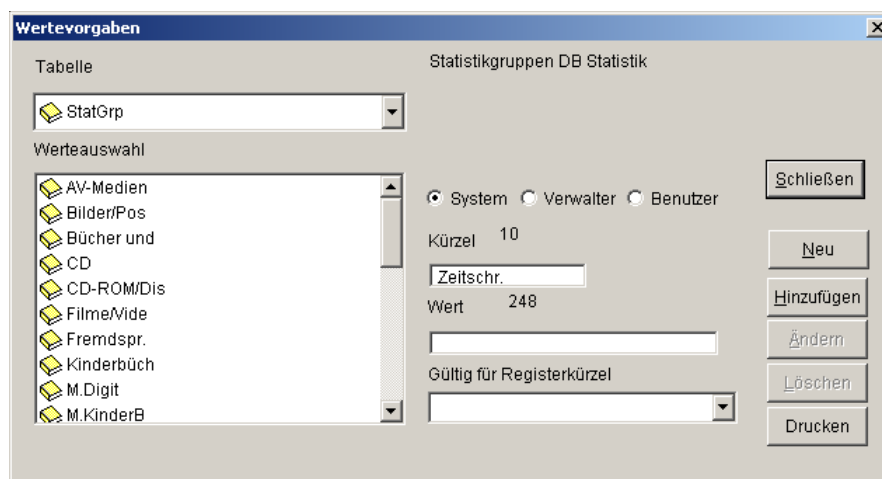 Wertevorgaben
Tabelle
StatGrp
Werteauswahl
AV-Medien
Bilder/Pos
Bücher und
CD
CD-ROM/Dis
Filme/Vide
Fremdspr.
Kinderbüch
M.Digit
M.KinderB
Statistikgruppen DB Statistik
System Verwalter Benutzer
Kürzel 10
Zeitschr.
Wert 248
Gültig für Registerkürzel
Schließen
Neu
Hinzufügen
Ändern
Löschen
Drucken